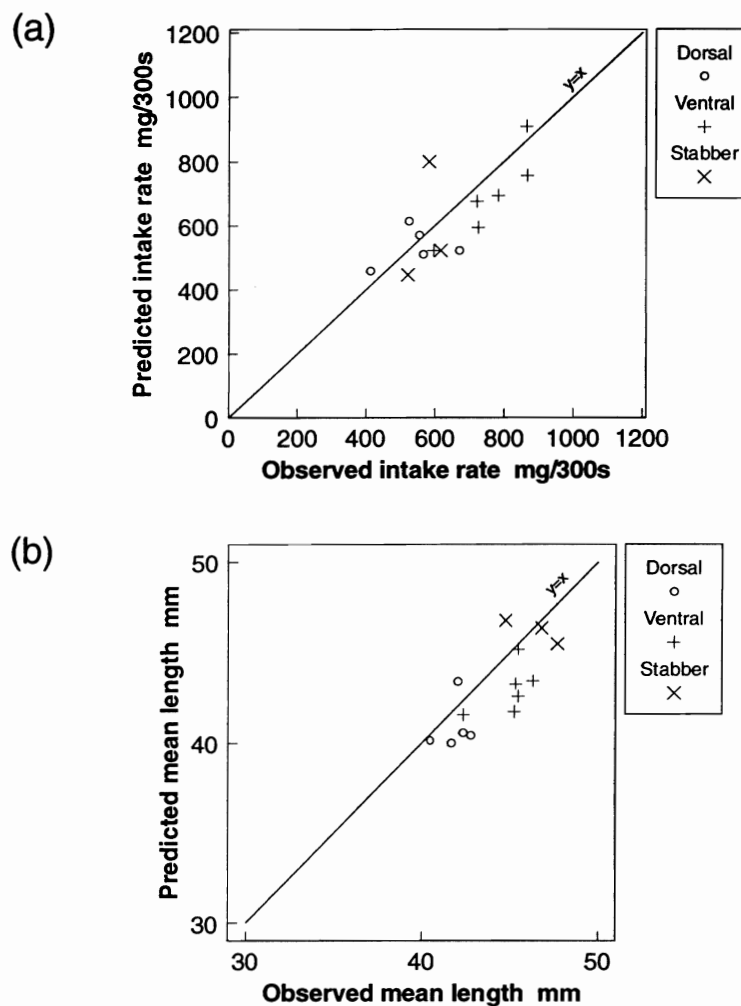 (a)
1200
1000
800
600
400
200
0
Predicted intake rate mg/300s
y=x
0 200 400 600 800 1000 1200
Observed intake rate mg/300s
Dorsal
Ventral
Stabber
(b)
50
40
30
Predicted mean length mm
y=x
30 40 50
Observed mean length mm
Dorsal
Ventral
Stabber